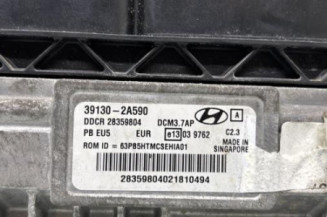 39130-2A590
DDCR 28359804 DCM3.7AP A
PB EU5 EUR e13 03 9762 C2.3
ROM ID = 63PB5HTMCSEHIA01 MADE IN SINGAPORE
28359804021810494